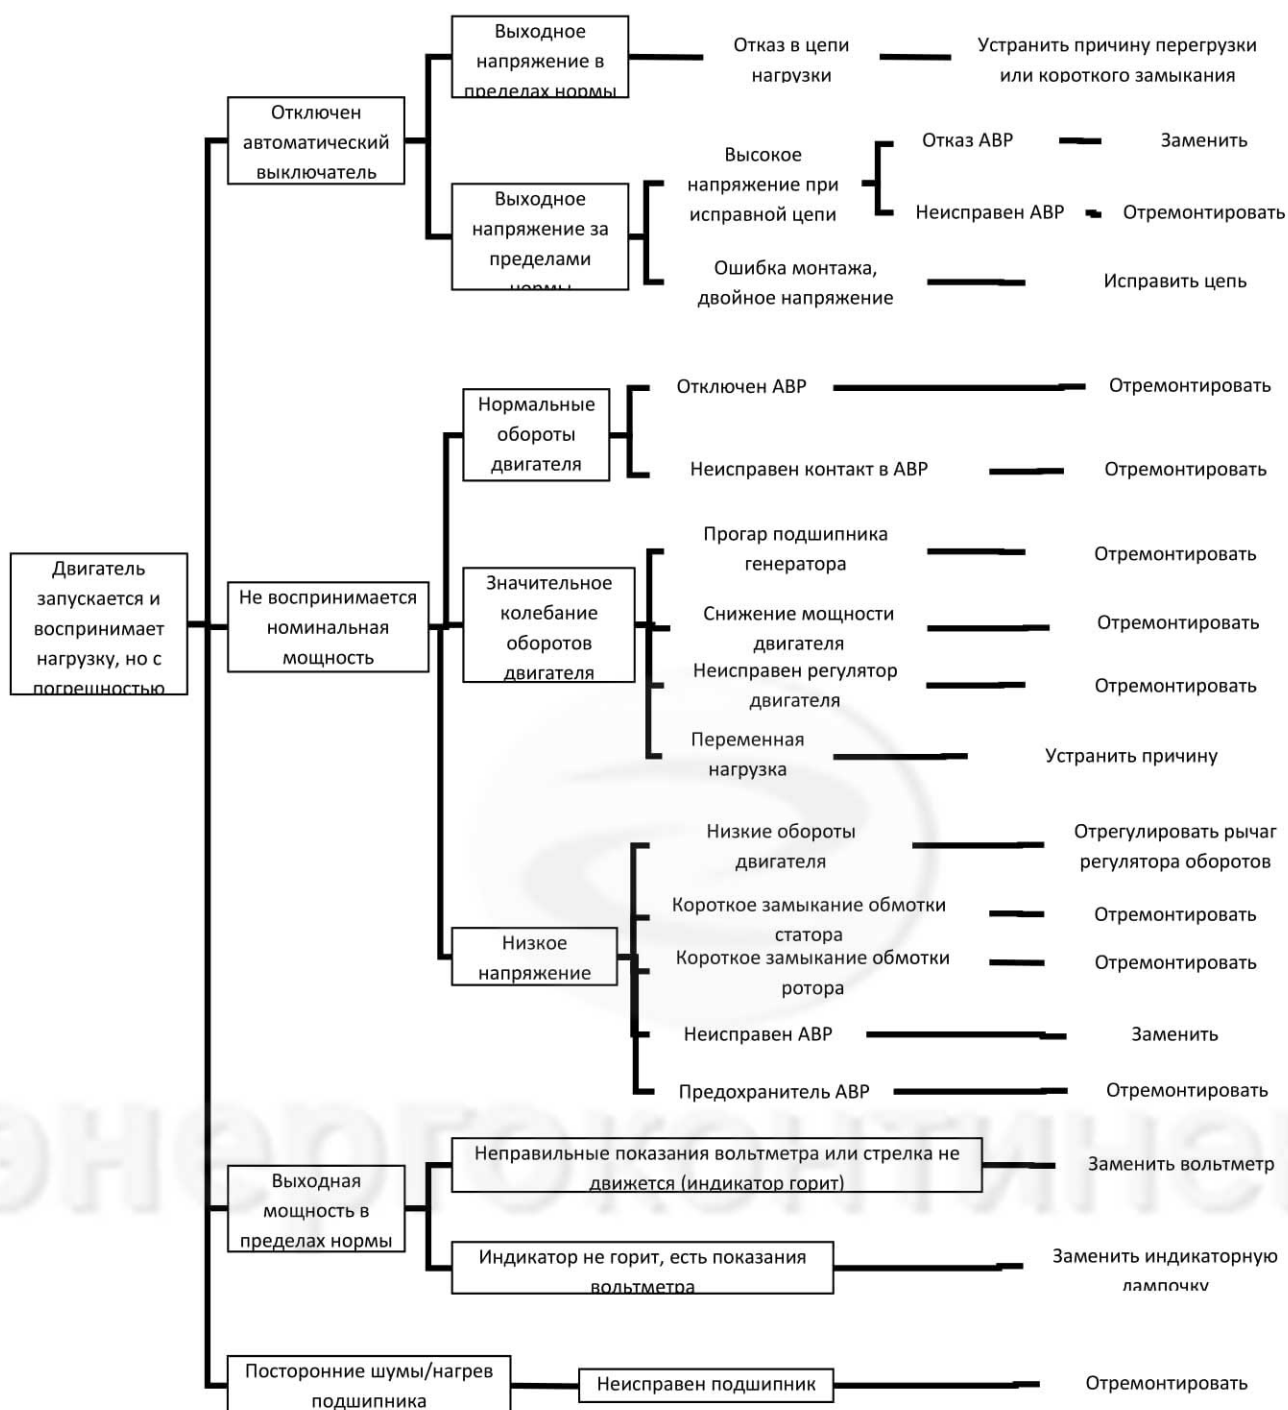 Выходное
напряжение в
пределах нормы
Отказ в цепи
нагрузки
Устранить причину перегрузки
или короткого замыкания
Отключен
автоматический
выключатель
Выходное
напряжение за
пределами
нормы
Высокое
напряжение при
исправной цепи
Отказ АВР
Заменить
Неисправен АВР
Отремонтировать
Ошибка монтажа,
двойное напряжение
Исправить цепь
Двигатель
запускается и
воспринимает
нагрузку, но с
погрешностью
Не воспринимается
номинальная
мощность
Нормальные
обороты
двигателя
Отключен АВР
Отремонтировать
Неисправен контакт в АВР
Отремонтировать
Значительное
колебание
оборотов
двигателя
Прогар подшипника
генератора
Отремонтировать
Снижение мощности
двигателя
Отремонтировать
Неисправен регулятор
двигателя
Отремонтировать
Переменная
нагрузка
Устранить причину
Низкое
напряжение
Низкие обороты
двигателя
Отрегулировать рычаг
регулятора оборотов
Короткое замыкание обмотки
статора
Отремонтировать
Короткое замыкание обмотки
ротора
Отремонтировать
Неисправен АВР
Заменить
Предохранитель АВР
Отремонтировать
Выходная
мощность в
пределах нормы
Неправильные показания вольтметра или стрелка не
движется (индикатор горит)
Заменить вольтметр
Индикатор не горит, есть показания
вольтметра
Заменить индикаторную
лампочку
Посторонние шумы/нагрев
подшипника
Неисправен подшипник
Отремонтировать
энергоконтинен